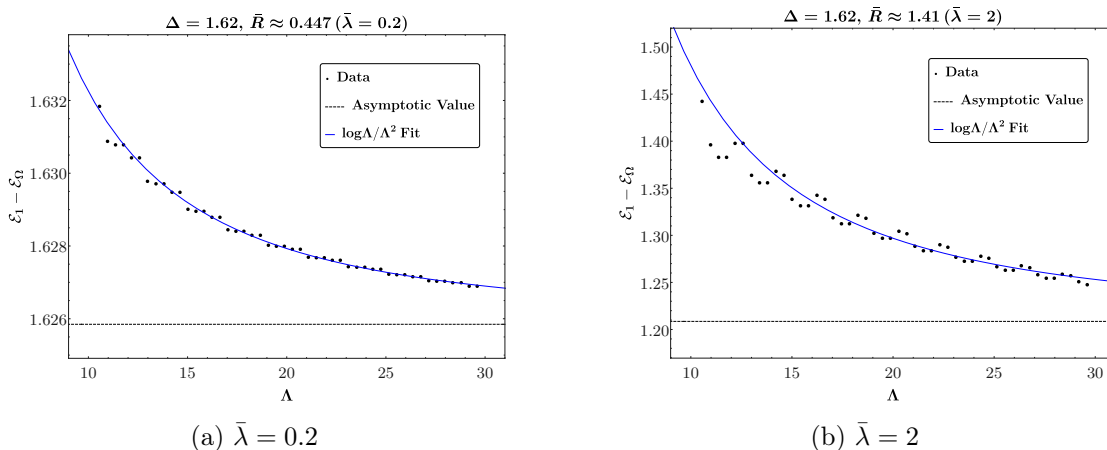 Δ = 1.62, R̄ ≈ 0.447 (λ̄ = 0.2)
1.632
1.630
1.628
1.626
ℰ₁ − ℰ_Ω
Data
Asymptotic Value
logΛ/Λ² Fit
10 15 20 25 30
Λ
(a) λ̄ = 0.2
Δ = 1.62, R̄ ≈ 1.41 (λ̄ = 2)
1.50
1.45
1.40
1.35
1.30
1.25
1.20
ℰ₁ − ℰ_Ω
Data
Asymptotic Value
logΛ/Λ² Fit
10 15 20 25 30
Λ
(b) λ̄ = 2